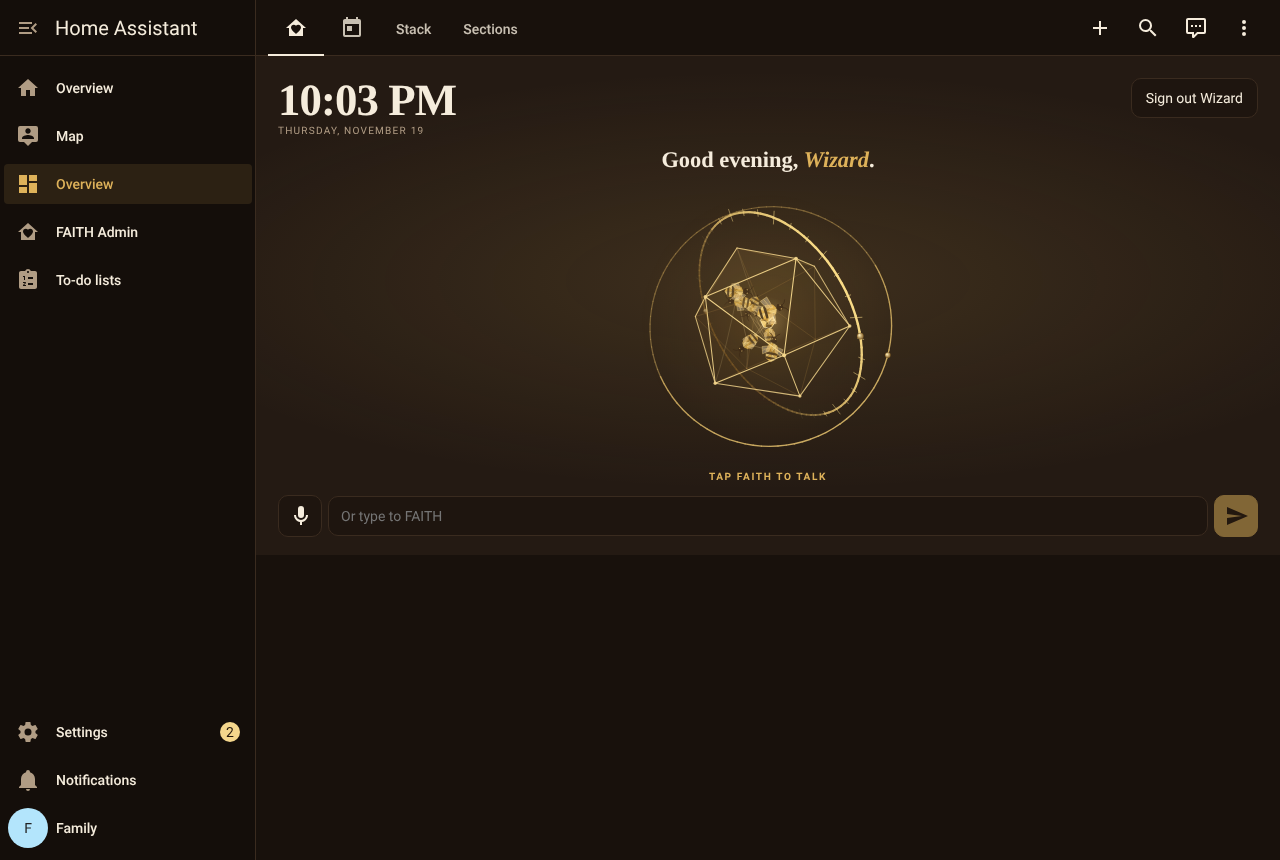 Home Assistant
Stack
Sections
Overview
Map
Overview
FAITH Admin
To-do lists
Settings
2
Notifications
F
Family
10:03 PM
THURSDAY, NOVEMBER 19
Sign out Wizard
Good evening, Wizard.
TAP FAITH TO TALK
Or type to FAITH